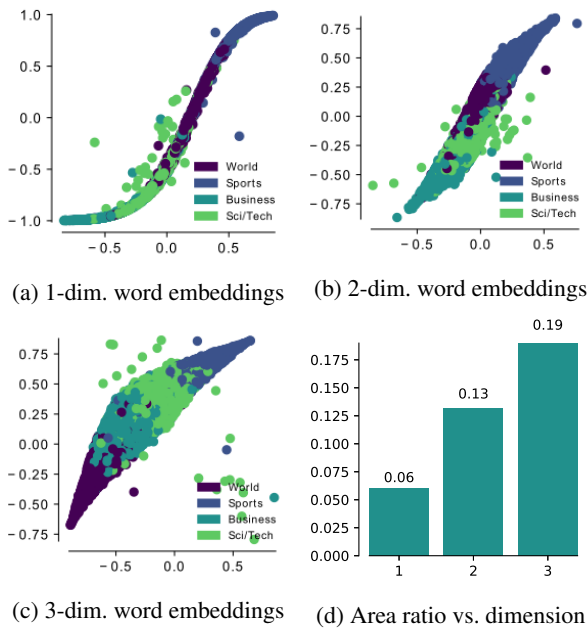 1.0
0.5
0.0
−0.5
−1.0
World
Sports
Business
Sci/Tech
−0.5 0.0 0.5
(a) 1-dim. word embeddings
0.75
0.50
0.25
0.00
−0.25
−0.50
−0.75
World
Sports
Business
Sci/Tech
−0.5 0.0 0.5
(b) 2-dim. word embeddings
0.75
0.50
0.25
0.00
−0.25
−0.50
−0.75
World
Sports
Business
Sci/Tech
−0.5 0.0 0.5
(c) 3-dim. word embeddings
0.19
0.175
0.150
0.13
0.125
0.100
0.075
0.06
0.050
0.025
0.000
1 2 3
(d) Area ratio vs. dimension